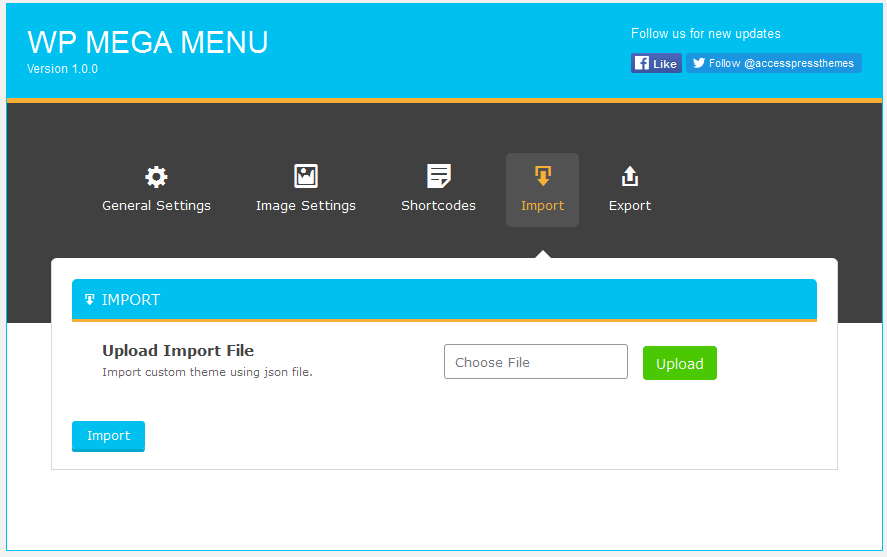 WP MEGA MENU
Version 1.0.0
Follow us for new updates
Like
Follow @accesspressthemes
General Settings
Image Settings
Shortcodes
Import
Export
IMPORT
Upload Import File
Import custom theme using json file.
Choose File
Upload
Import